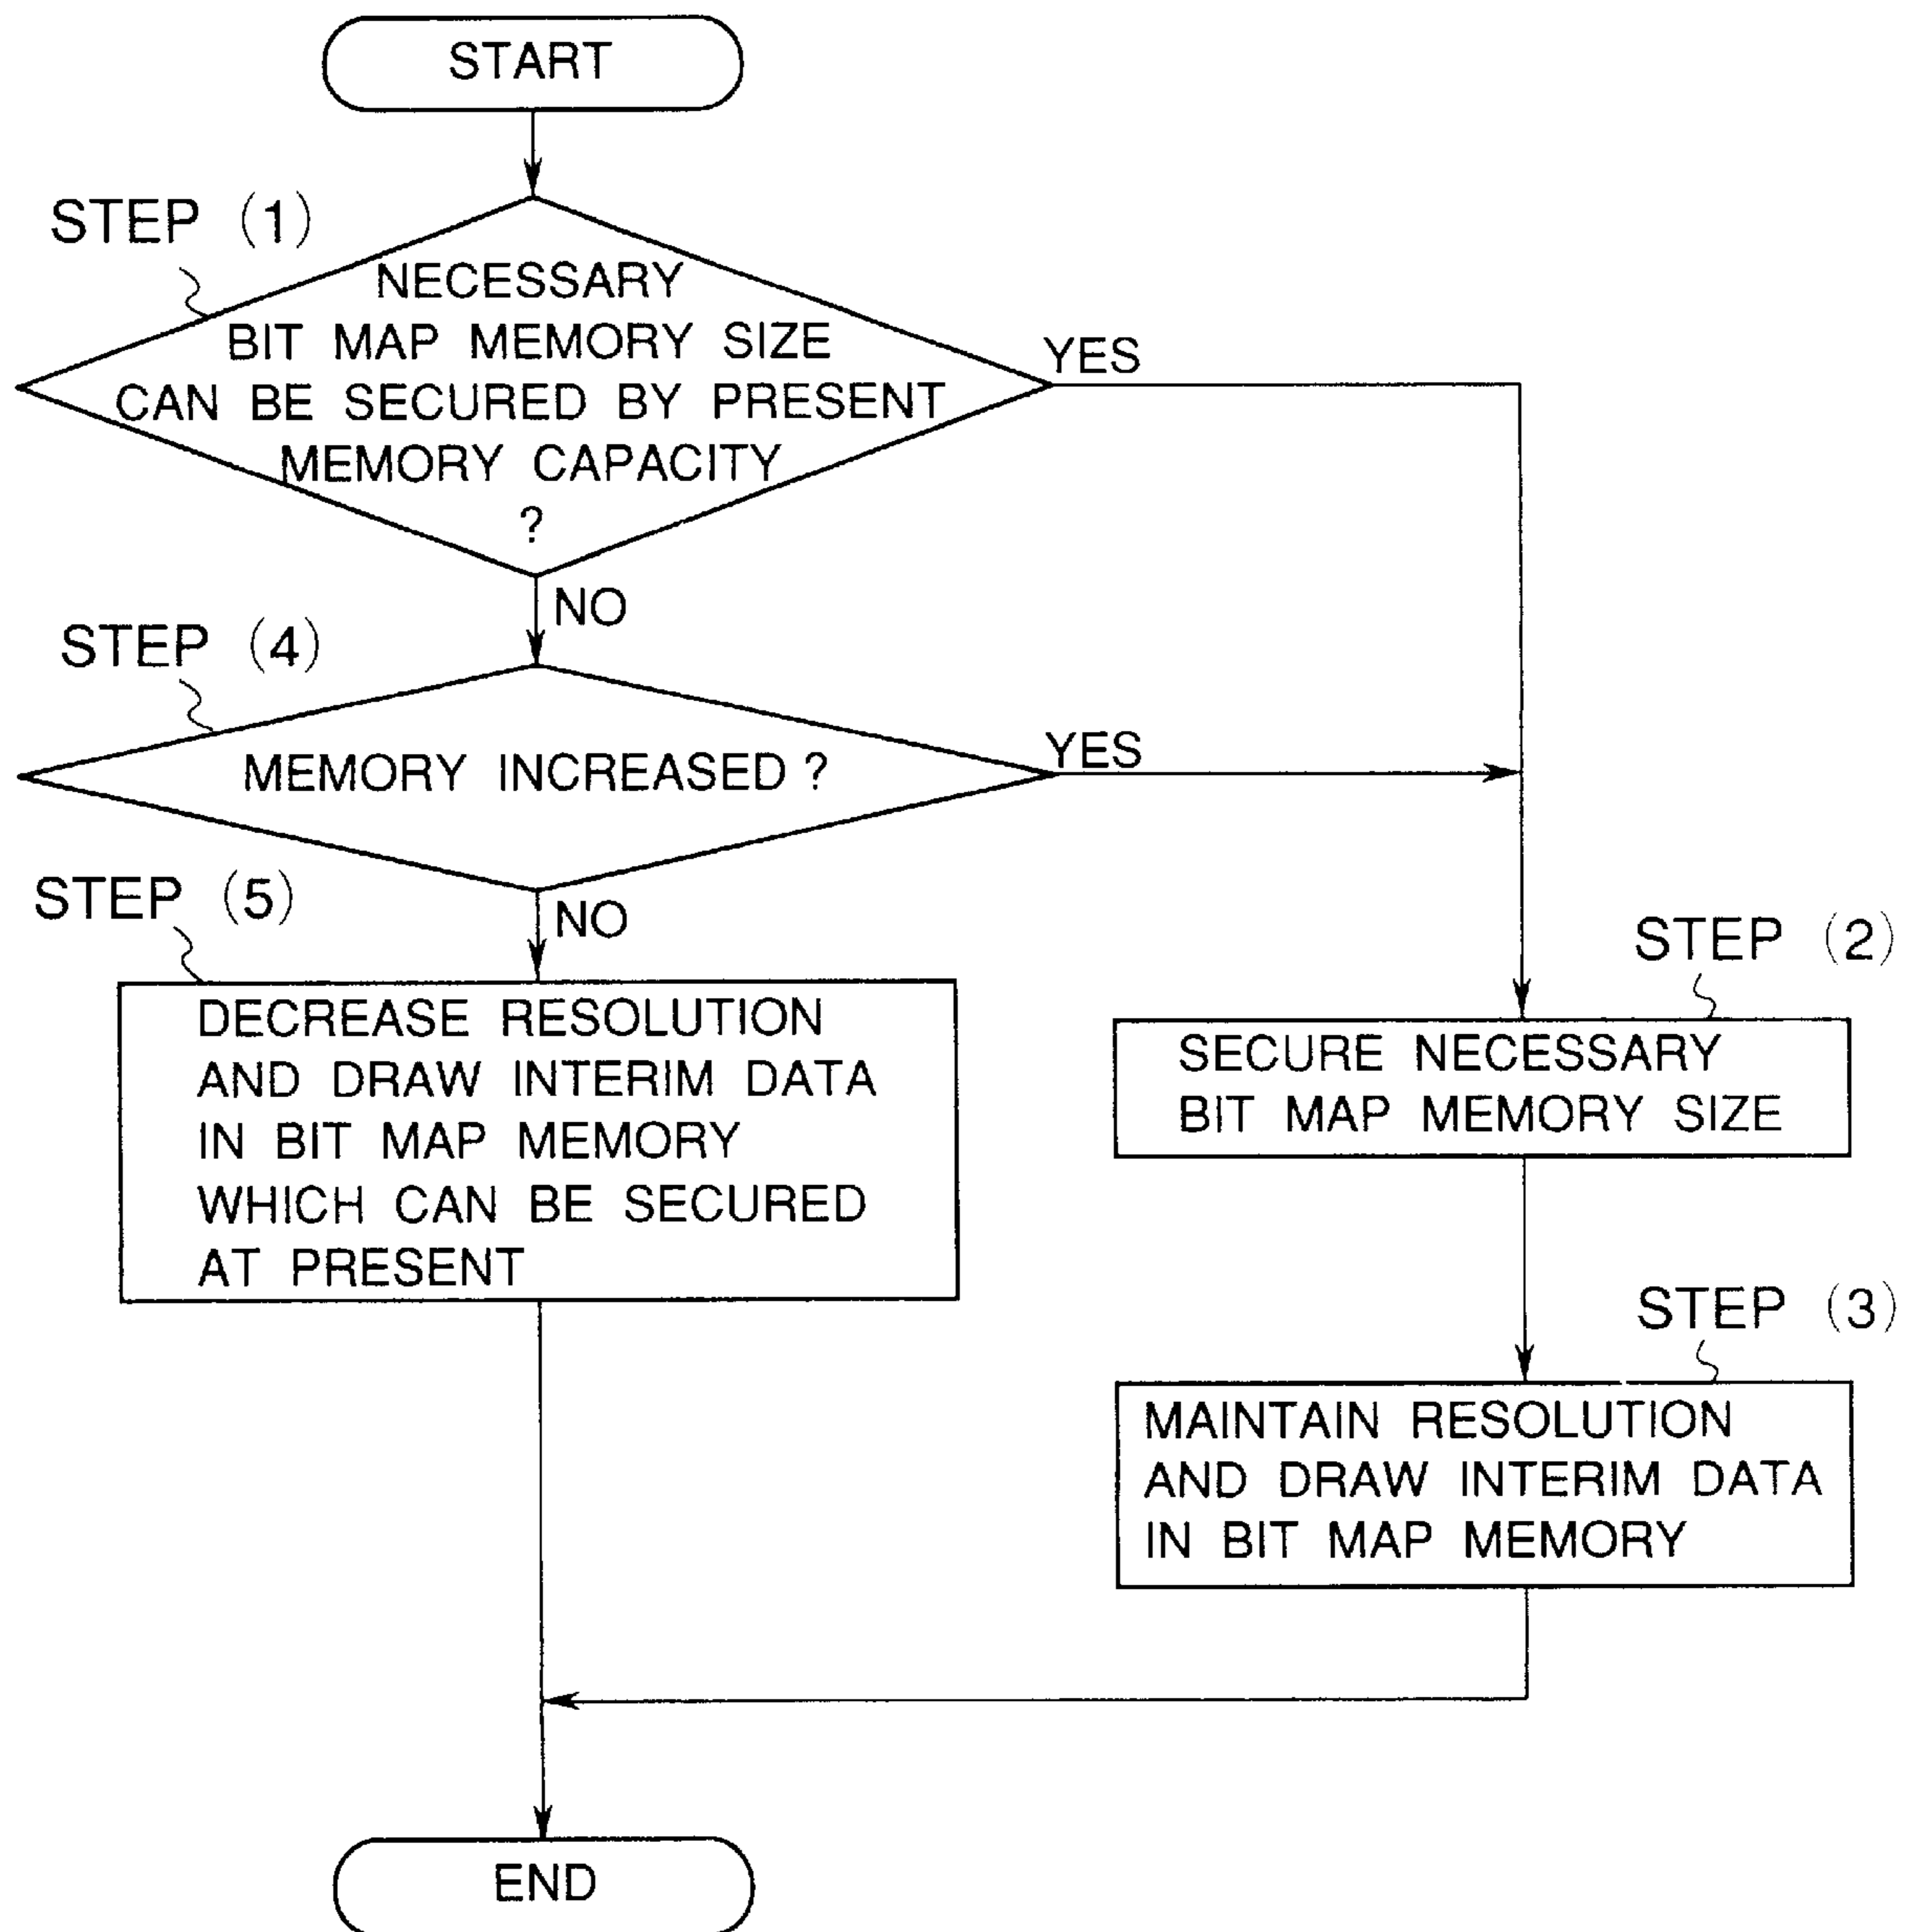 START
STEP (1)
NECESSARY
BIT MAP MEMORY SIZE
CAN BE SECURED BY PRESENT
MEMORY CAPACITY
?
YES
NO
STEP (4)
MEMORY INCREASED ?
YES
NO
STEP (5)
DECREASE RESOLUTION
AND DRAW INTERIM DATA
IN BIT MAP MEMORY
WHICH CAN BE SECURED
AT PRESENT
STEP (2)
SECURE NECESSARY
BIT MAP MEMORY SIZE
STEP (3)
MAINTAIN RESOLUTION
AND DRAW INTERIM DATA
IN BIT MAP MEMORY
END